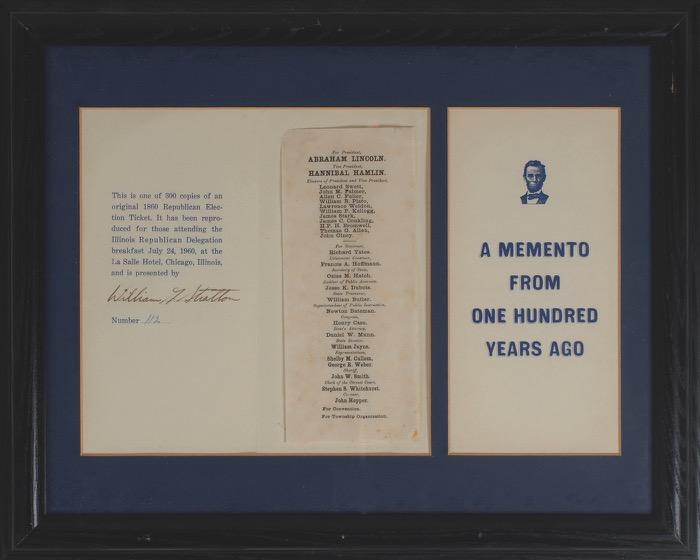 This is one of 300 copies of an
original 1860 Republican Elec-
tion Ticket. It has been repro-
duced for those attending the
Illinois Republican Delegation
breakfast July 24, 1960, at the
La Salle Hotel, Chicago, Illinois,
and is presented by
William G Stratton
Number 112
For President,
ABRAHAM LINCOLN.
Vice President,
HANNIBAL HAMLIN.
Electors of President and Vice President,
Leonard Swett,
John M. Palmer,
Allen C. Fuller,
William B. Plato,
Lawrence Weldon,
William P. Kellogg,
James Stark,
James C. Conkling,
H.P. H. Bromwell,
Thomas G. Allen,
John Olney.
For Governor,
Richard Yates.
Lieutenant Governor,
Francis A. Hoffmann.
Secretary of State,
Ozias M. Hatch.
Auditor of Public Accounts,
Jesse K. Dubois.
State Treasurer,
William Butler.
Superintendent of Public Instruction,
Newton Bateman.
Congress,
Henry Case.
State's Attorney,
Daniel W. Munn.
State Senator,
William Jayne.
Representatives,
Shelby M. Cullom,
George R. Weber.
Sheriff,
John W. Smith.
Clerk of the Circuit Court,
Stephen S. Whitehurst.
Coroner,
John Hopper.
For Convention.
For Township Organization.
A MEMENTO
FROM
ONE HUNDRED
YEARS AGO